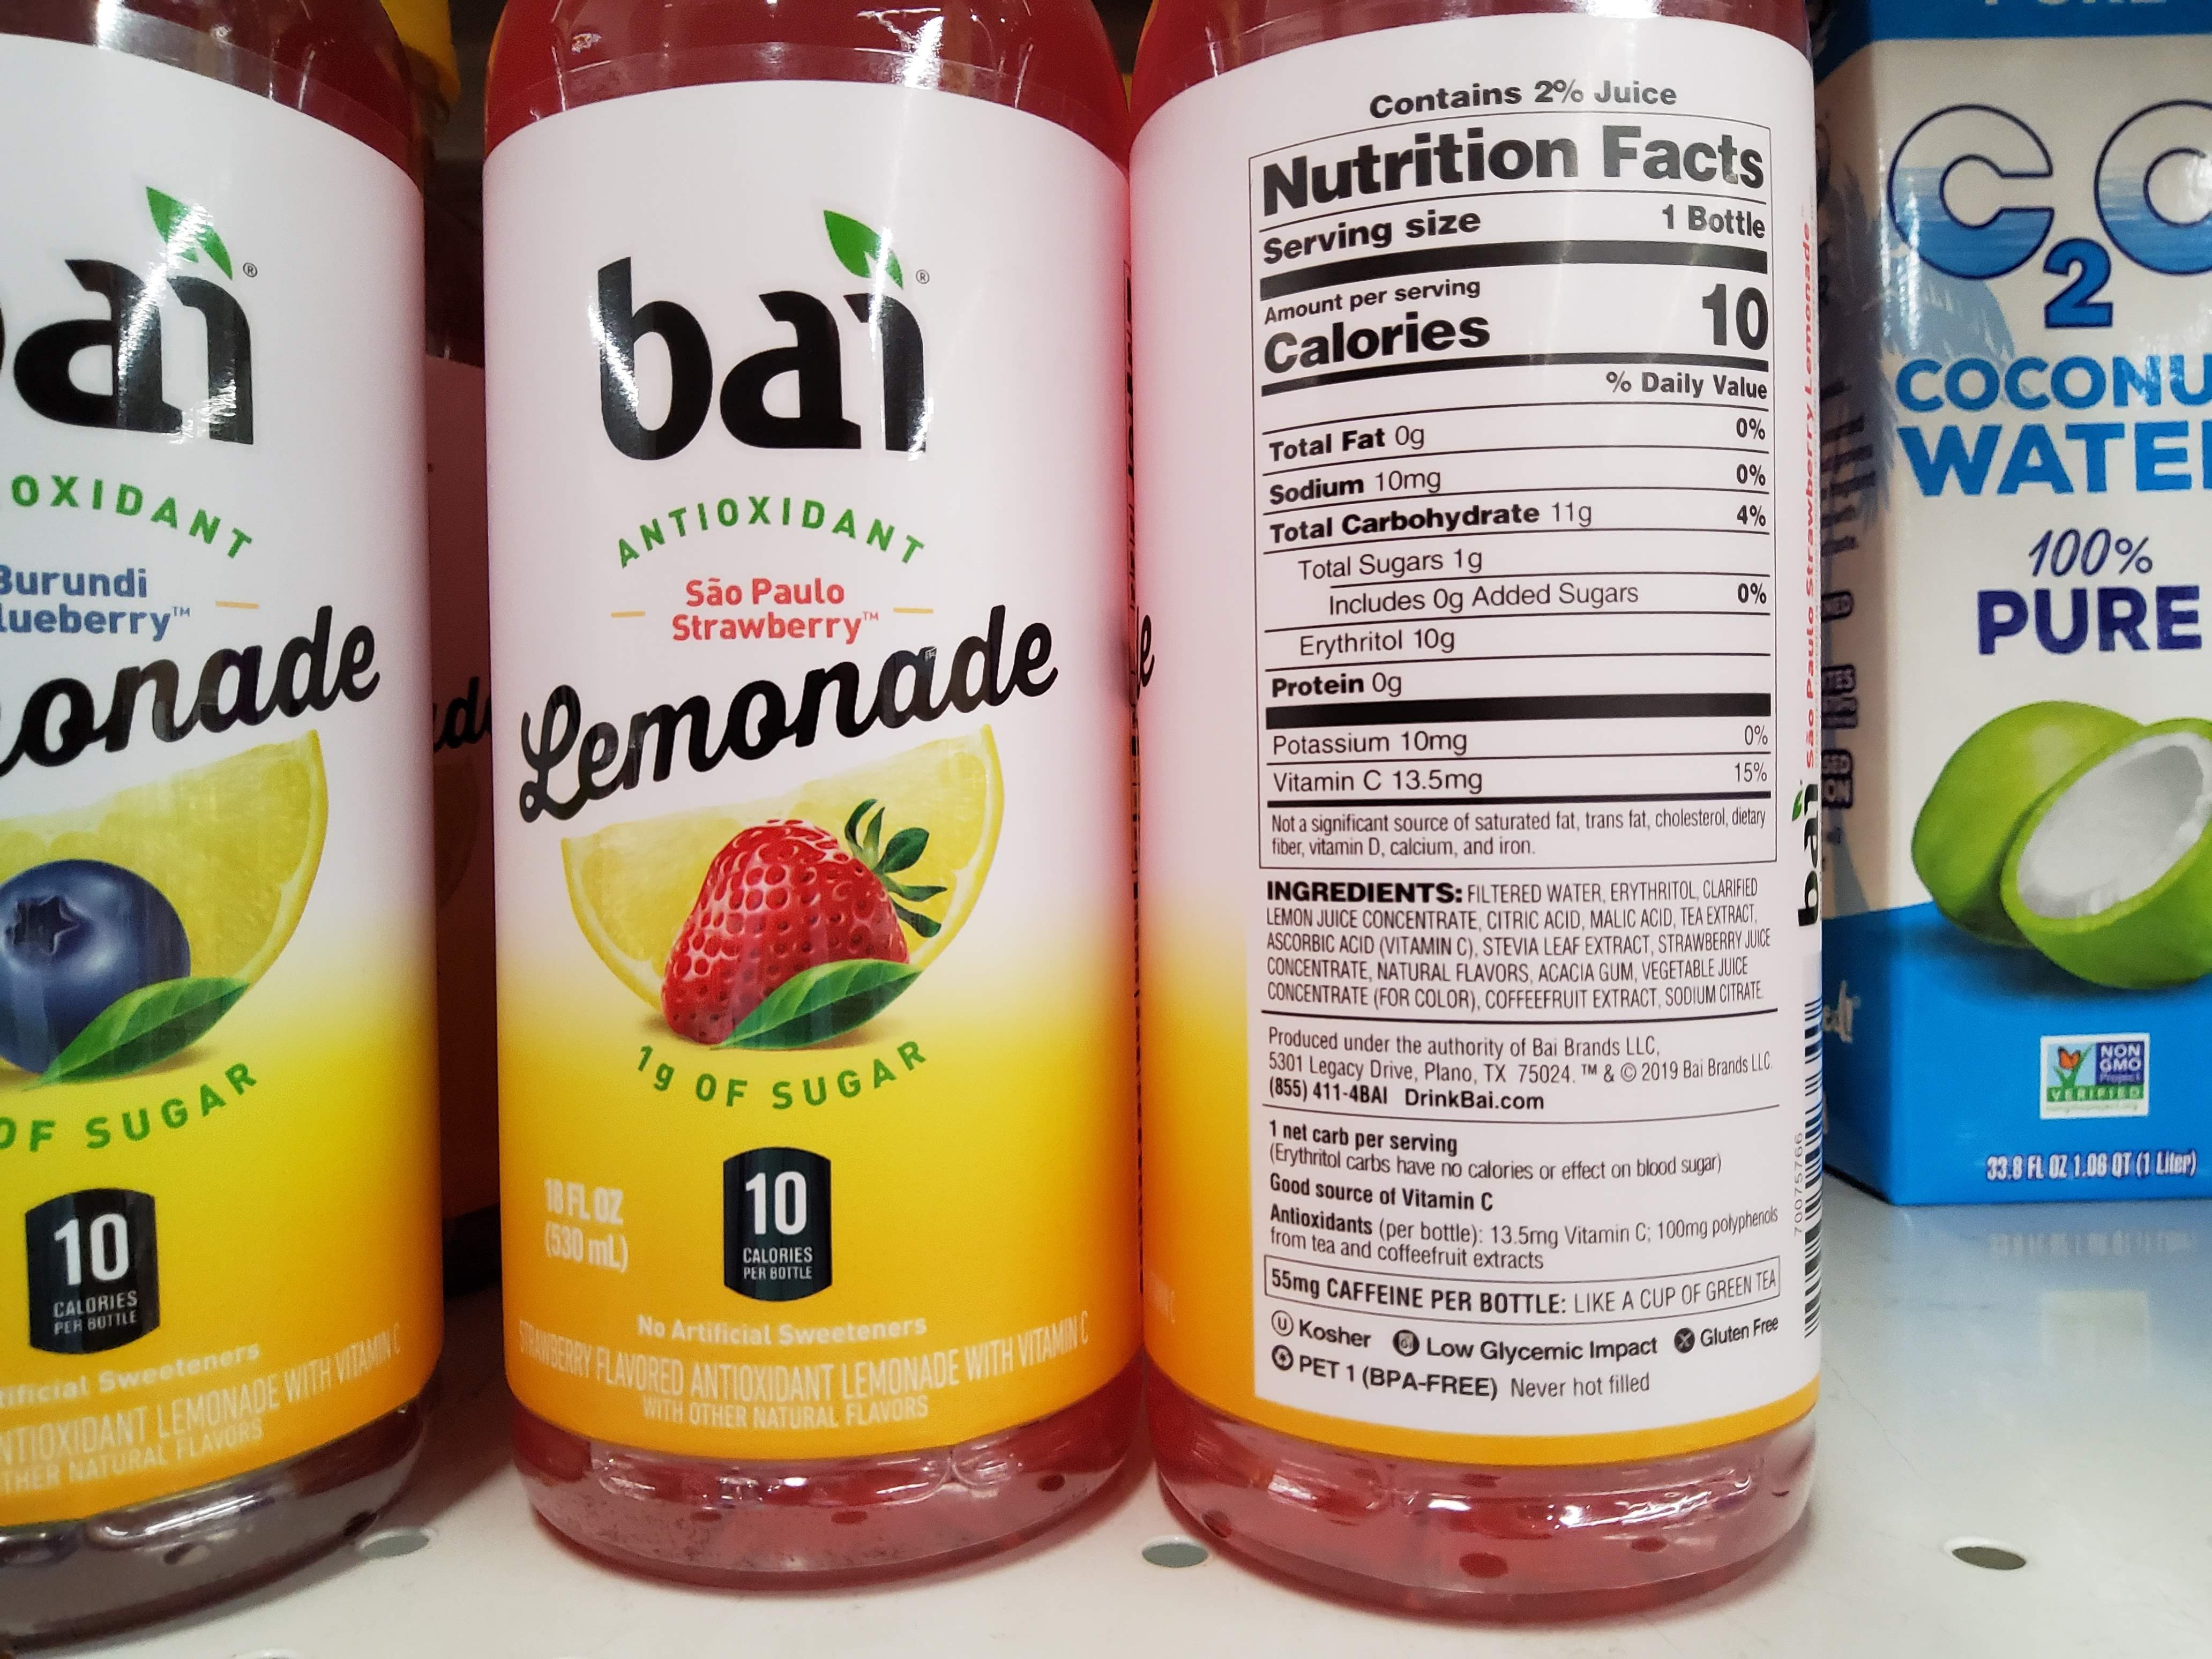 aı®
OXIDANT
Burundi
lueberry™
onade
OF SUGAR
10
CALORIES
PER BOTTLE
ificial Sweeteners
NTIOXIDANT LEMONADE WITH VITAMIN C
THER NATURAL FLAVORS
bai®
ANTIOXIDANT
São Paulo
Strawberry™
Lemonade
1g OF SUGAR
18 FL OZ
(530 mL)
10
CALORIES
PER BOTTLE
No Artificial Sweeteners
STRAWBERRY FLAVORED ANTIOXIDANT LEMONADE WITH VITAMIN C
WITH OTHER NATURAL FLAVORS
Contains 2% Juice
Nutrition Facts
Serving size 1 Bottle
Amount per serving
Calories 10
% Daily Value
Total Fat 0g 0%
Sodium 10mg 0%
Total Carbohydrate 11g 4%
Total Sugars 1g
Includes 0g Added Sugars 0%
Erythritol 10g
Protein 0g
Potassium 10mg 0%
Vitamin C 13.5mg 15%
Not a significant source of saturated fat, trans fat, cholesterol, dietary
fiber, vitamin D, calcium, and iron.
INGREDIENTS: FILTERED WATER, ERYTHRITOL, CLARIFIED
LEMON JUICE CONCENTRATE, CITRIC ACID, MALIC ACID, TEA EXTRACT,
ASCORBIC ACID (VITAMIN C), STEVIA LEAF EXTRACT, STRAWBERRY JUICE
CONCENTRATE, NATURAL FLAVORS, ACACIA GUM, VEGETABLE JUICE
CONCENTRATE (FOR COLOR), COFFEEFRUIT EXTRACT, SODIUM CITRATE.
Produced under the authority of Bai Brands LLC,
5301 Legacy Drive, Plano, TX 75024. ™ & © 2019 Bai Brands LLC.
(855) 411-4BAI DrinkBai.com
1 net carb per serving
(Erythritol carbs have no calories or effect on blood sugar)
Good source of Vitamin C
Antioxidants (per bottle): 13.5mg Vitamin C; 100mg polyphenols
from tea and coffeefruit extracts
55mg CAFFEINE PER BOTTLE: LIKE A CUP OF GREEN TEA
U Kosher Gi Low Glycemic Impact Gluten Free
PET 1 (BPA-FREE) Never hot filled
bai São Paulo Strawberry Lemonade
70075766
C2O
COCONU
WATE
100%
PURE
NON
GMO
Project
VERIFIED
33.8 FL OZ 1.06 QT (1 Liter)